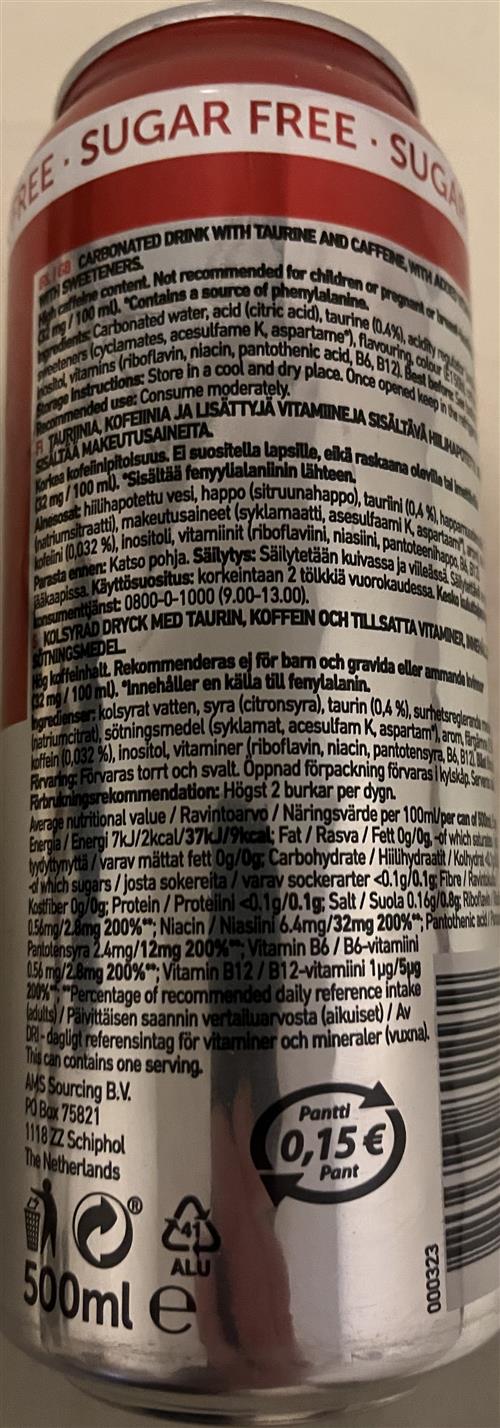 FREE · SUGAR FREE · SUGA
CARBONATED DRINK WITH TAURINE AND CAFFEINE, WITH ADDED
WITH SWEETENERS.
High caffeine content. Not recommended for children or pregnant or breast
(32 mg / 100 ml). *Contains a source of phenylalanine.
Ingredients: Carbonated water, acid (citric acid), taurine (0.4%), acidity regulator
sweeteners (cyclamates, acesulfame K, aspartame*), flavouring, colour (E150d),
inositol, vitamins (riboflavin, niacin, pantothenic acid, B6, B12). Best before:
Storage Instructions: Store in a cool and dry place. Once opened keep in the
Recommended use: Consume moderately.
FI TAURIINIA, KOFEIINIA JA LISÄTTYJÄ VITAMIINEJA SISÄLTÄVÄ HIILIHAPOTETTU
SISÄLTÄÄ MAKEUTUSAINEITA.
Korkea kofeiinipitoisuus. Ei suositella lapsille, eikä raskaana oleville tai imettäville
(32 mg / 100 ml). *Sisältää fenyylialaniinin lähteen.
Ainesosat: hiilihapotettu vesi, happo (sitruunahappo), tauriini (0,4 %), happamuudensäätöaine
(natriumsitraatti), makeutusaineet (syklamaatti, asesulfaami K, aspartaami*),
kofeiini (0,032 %), inositoli, vitamiinit (riboflaviini, niasiini, pantoteenihappo, B6, B12)
Parasta ennen: Katso pohja. Säilytys: Säilytetään kuivassa ja viileässä.
jääkaapissa. Käyttösuositus: korkeintaan 2 tölkkiä vuorokaudessa. Kesko
konsumenttjänst: 0800-0-1000 (9.00-13.00).
KOLSYRAD DRYCK MED TAURIN, KOFFEIN OCH TILLSATTA VITAMINER,
SÖTNINGSMEDEL.
Hög koffeinhalt. Rekommenderas ej för barn och gravida eller ammande kvinnor
(32 mg / 100 ml). *Innehåller en källa till fenylalanin.
Ingredienser: kolsyrat vatten, syra (citronsyra), taurin (0,4 %), surhetsreglerande
(natriumcitrat), sötningsmedel (syklamat, acesulfam K, aspartam*), arom, färgämne
koffein (0,032 %), inositol, vitaminer (riboflavin, niacin, pantotensyra, B6, B12).
Förvaring: Förvaras torrt och svalt. Öppnad förpackning förvaras i kylskåp.
Förbrukningsrekommendation: Högst 2 burkar per dygn.
Average nutritional value / Ravintoarvo / Näringsvärde per 100ml/per can of 500ml.
Energia / Energi 7kJ/2kcal/37kJ/9kcal; Fat / Rasva / Fett 0g/0g, -of which saturates
tyydyttynyttä / varav mättat fett 0g/0g; Carbohydrate / Hiilihydraatit / Kolhydrat
-of which sugars / josta sokereita / varav sockerarter <0.1g/0.1g; Fibre /
Kostfiber 0g/0g; Protein / Proteiini <0.1g/0.1g; Salt / Suola 0.16g/0.8g;
0.56mg/2.8mg 200%**; Niacin / Niasiini 6.4mg/32mg 200%**; Pantothenic acid /
Pantotensyra 2.4mg/12mg 200%**; Vitamin B6 / B6-vitamiini
0.56 mg/2.8mg 200%**; Vitamin B12 / B12-vitamiini 1µg/5µg
200%**; **Percentage of recommended daily reference intake
(adults) / Päivittäisen saannin vertailuarvosta (aikuiset) / Av
DRI - dagligt referensintag för vitaminer och mineraler (vuxna).
This can contains one serving.
AMS Sourcing B.V.
PO Box 75821
1118 ZZ Schiphol
The Netherlands
Pantti
0,15 €
Pant
41
ALU
500ml e
000323